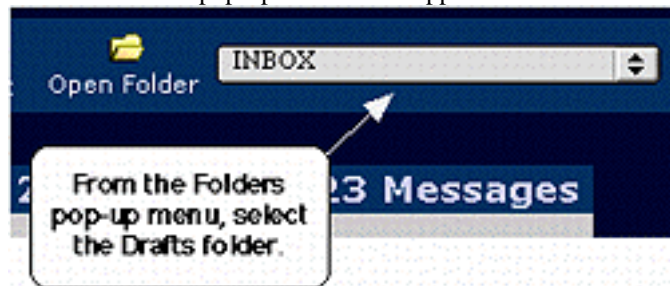 INBOX
Open Folder
23 Messages
From the Folders
pop-up menu, select
the Drafts folder.